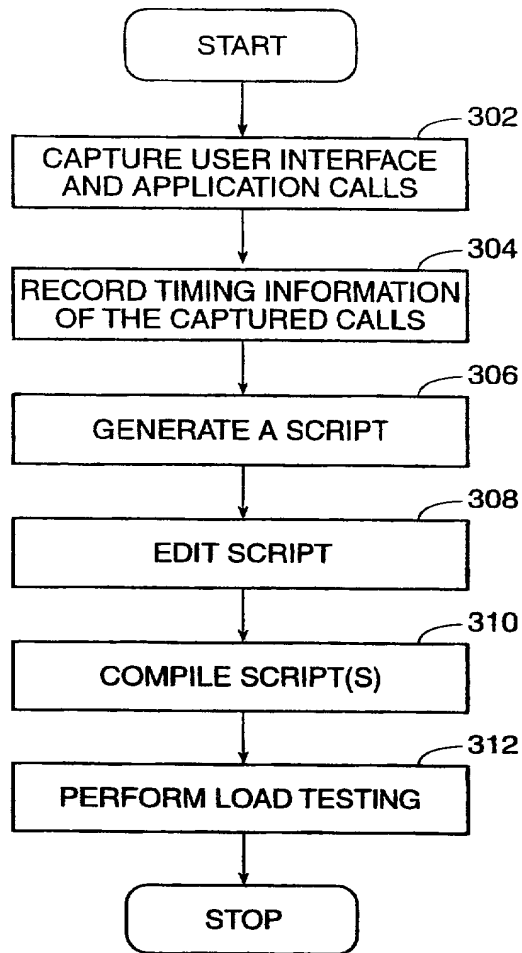 START
302
CAPTURE USER INTERFACE
AND APPLICATION CALLS
304
RECORD TIMING INFORMATION
OF THE CAPTURED CALLS
306
GENERATE A SCRIPT
308
EDIT SCRIPT
310
COMPILE SCRIPT(S)
312
PERFORM LOAD TESTING
STOP